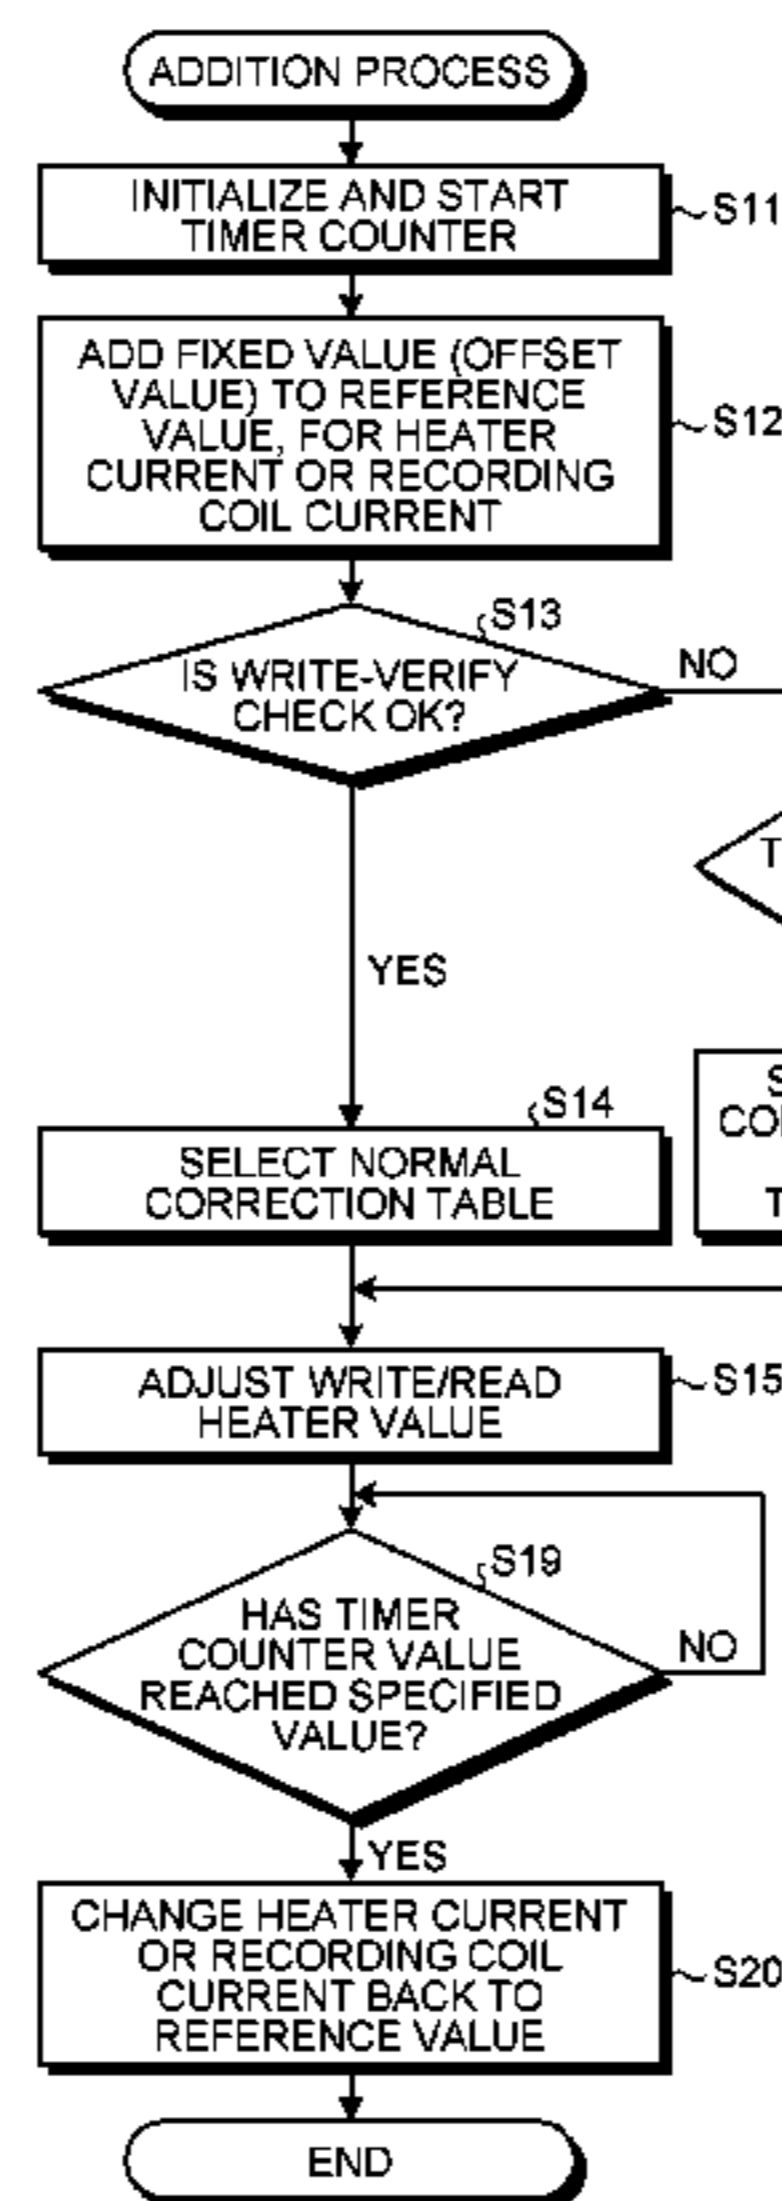 ADDITION PROCESS
INITIALIZE AND START
TIMER COUNTER
S11
ADD FIXED VALUE (OFFSET
VALUE) TO REFERENCE
VALUE, FOR HEATER
CURRENT OR RECORDING
COIL CURRENT
S12
S13
IS WRITE-VERIFY
CHECK OK?
NO
YES
S14
SELECT NORMAL
CORRECTION TABLE
ADJUST WRITE/READ
HEATER VALUE
S15
S19
HAS TIMER
COUNTER VALUE
REACHED SPECIFIED
VALUE?
NO
YES
CHANGE HEATER CURRENT
OR RECORDING COIL
CURRENT BACK TO
REFERENCE VALUE
S20
END